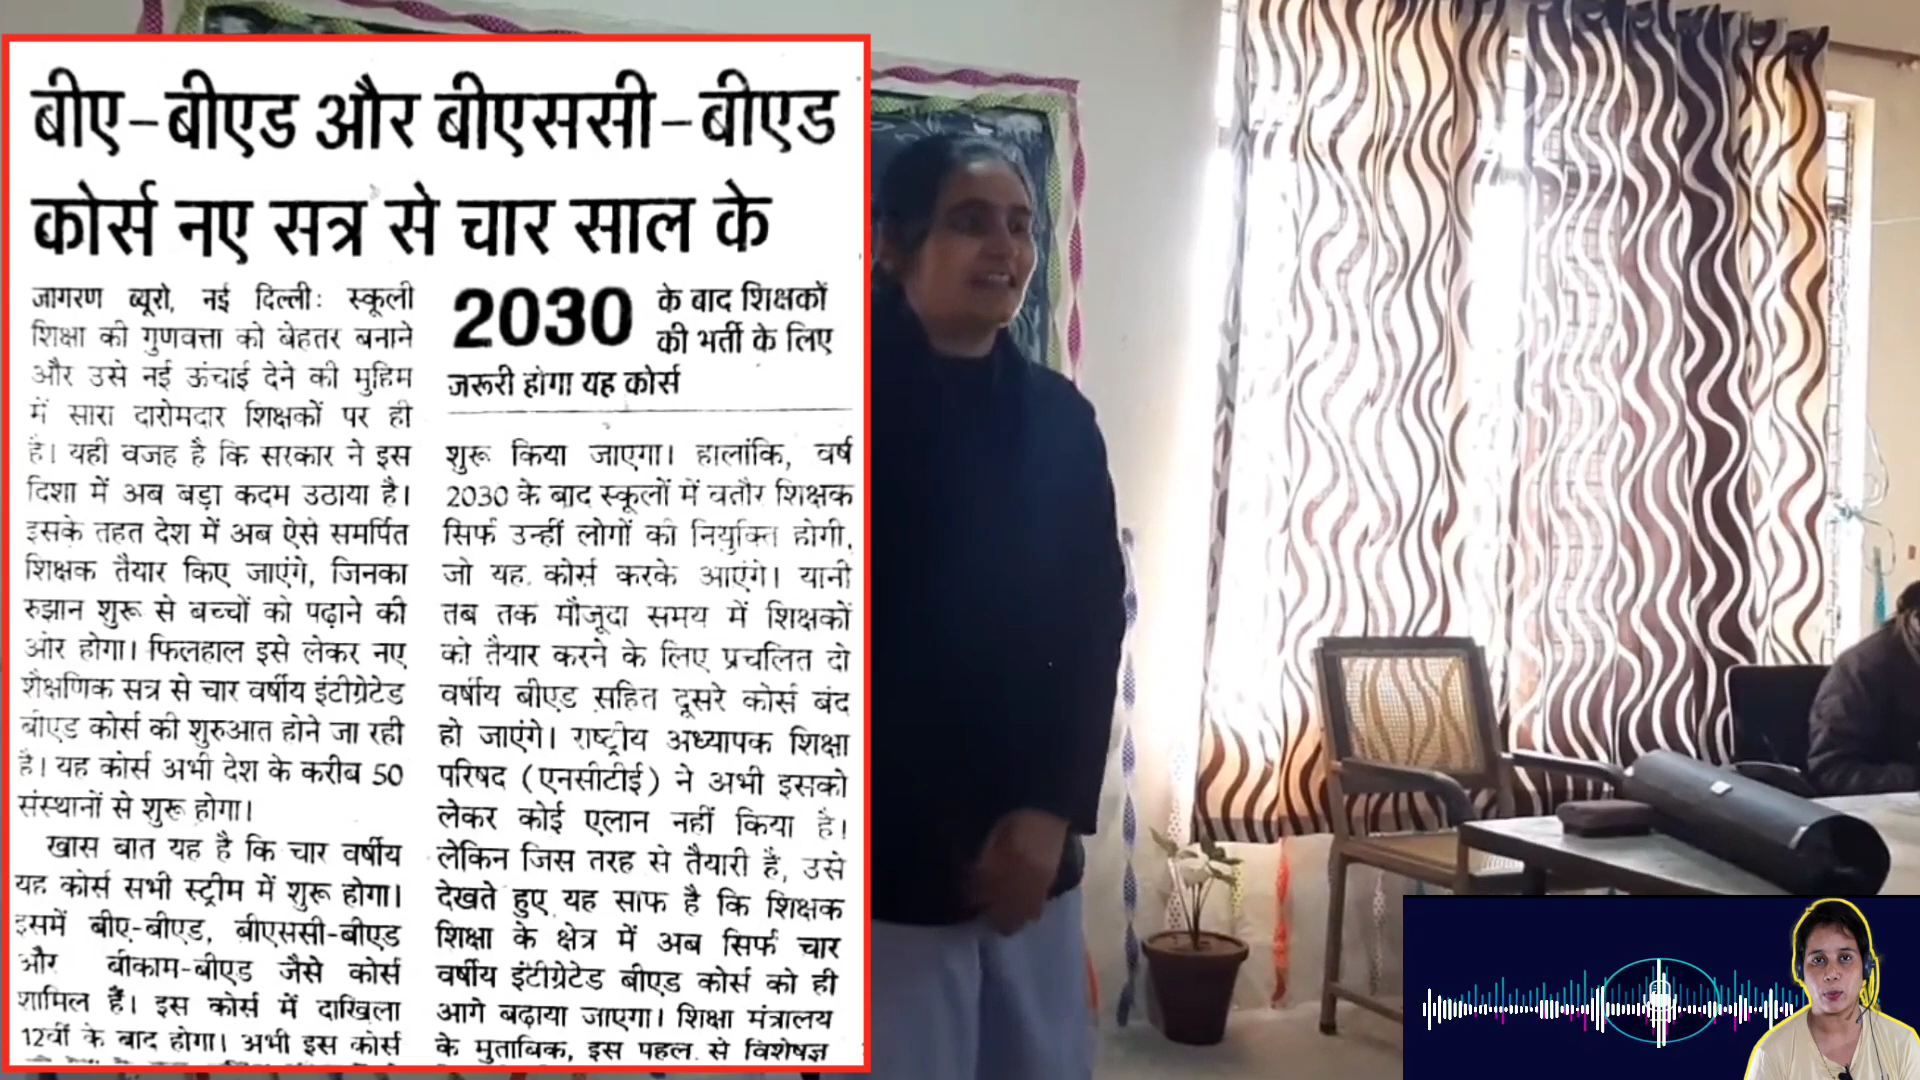 बीए-बीएड और बीएससी-बीएड
कोर्स नए सत्र से चार साल के
जागरण ब्यूरो, नई दिल्ली: स्कूली
शिक्षा की गुणवत्ता को बेहतर बनाने
और उसे नई ऊंचाई देने की मुहिम
में सारा दारोमदार शिक्षकों पर ही
है। यही वजह है कि सरकार ने इस
दिशा में अब बड़ा कदम उठाया है।
इसके तहत देश में अब ऐसे समर्पित
शिक्षक तैयार किए जाएंगे, जिनका
रुझान शुरू से बच्चों को पढ़ाने की
ओर होगा। फिलहाल इसे लेकर नए
शैक्षणिक सत्र से चार वर्षीय इंटीग्रेटेड
बीएड कोर्स की शुरुआत होने जा रही
है। यह कोर्स अभी देश के करीब 50
संस्थानों से शुरू होगा।
खास बात यह है कि चार वर्षीय
यह कोर्स सभी स्ट्रीम में शुरू होगा।
इसमें बीए-बीएड, बीएससी-बीएड
और बीकाम-बीएड जैसे कोर्स
शामिल हैं। इस कोर्स में दाखिला
12वीं के बाद होगा। अभी इस कोर्स
2030 के बाद शिक्षकों
की भर्ती के लिए
जरूरी होगा यह कोर्स
शुरू किया जाएगा। हालांकि, वर्ष
2030 के बाद स्कूलों में बतौर शिक्षक
सिर्फ उन्हीं लोगों की नियुक्ति होगी,
जो यह कोर्स करके आएंगे। यानी
तब तक मौजूदा समय में शिक्षकों
को तैयार करने के लिए प्रचलित दो
वर्षीय बीएड सहित दूसरे कोर्स बंद
हो जाएंगे। राष्ट्रीय अध्यापक शिक्षा
परिषद (एनसीटीई) ने अभी इसको
लेकर कोई एलान नहीं किया है।
लेकिन जिस तरह से तैयारी है, उसे
देखते हुए यह साफ है कि शिक्षक
शिक्षा के क्षेत्र में अब सिर्फ चार
वर्षीय इंटीग्रेटेड बीएड कोर्स को ही
आगे बढ़ाया जाएगा। शिक्षा मंत्रालय
के मुताबिक, इस पहल से विशेषज्ञ